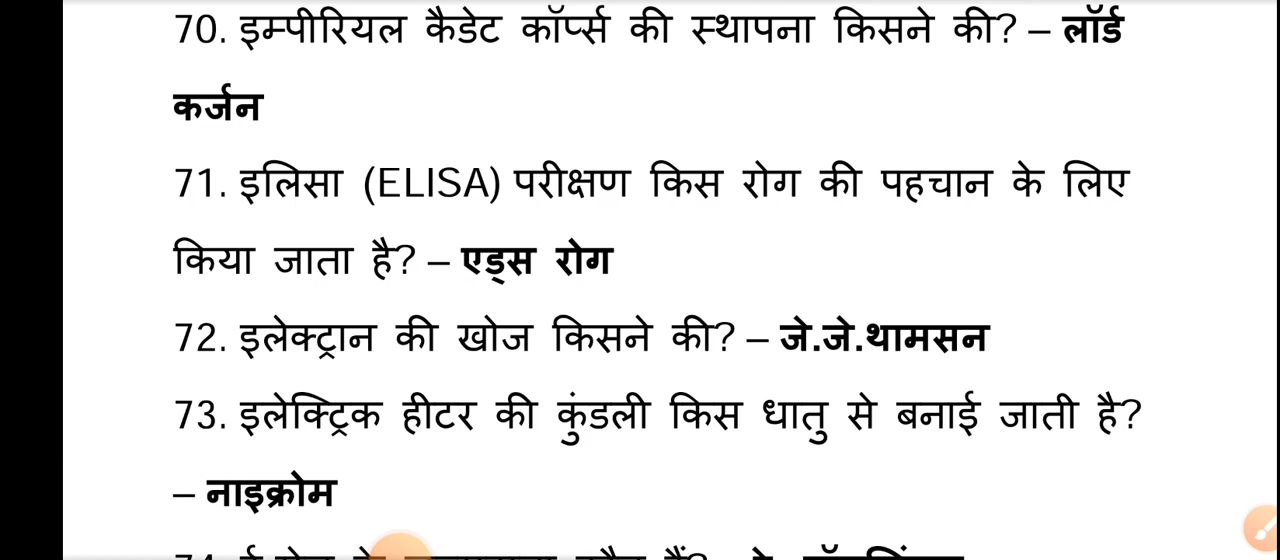 70. इम्पीरियल कैडेट कॉर्प्स की स्थापना किसने की? – लॉर्ड
कर्जन
71. इलिसा (ELISA) परीक्षण किस रोग की पहचान के लिए
किया जाता है? – एड्स रोग
72. इलेक्ट्रान की खोज किसने की? – जे.जे.थामसन
73. इलेक्ट्रिक हीटर की कुंडली किस धातु से बनाई जाती है?
– नाइक्रोम